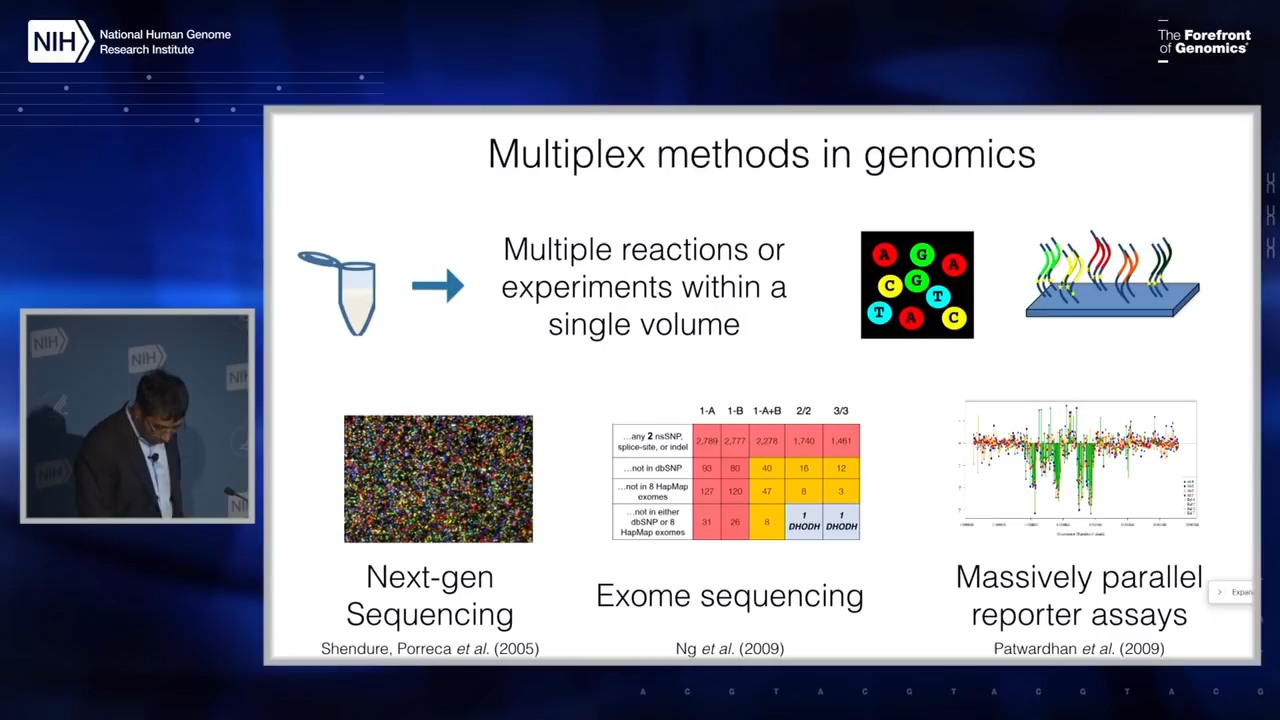 NIH
National Human Genome
Research Institute
The Forefront
of Genomics®
Multiplex methods in genomics
Multiple reactions or
experiments within a
single volume
A G A
C G T
T A C
NIH
NIH
NIH
NIH
1-A 1-B 1-A+B 2/2 3/3
...any 2 nsSNP,
splice-site, or indel
2,789 2,777 2,278 1,740 1,461
...not in dbSNP 93 80 40 16 12
...not in 8 HapMap
exomes
127 120 47 8 3
...not in either
dbSNP or 8
HapMap exomes
31 26 8 1 DHODH 1 DHODH
Next-gen
Sequencing
Shendure, Porreca et al. (2005)
Exome sequencing
Ng et al. (2009)
Massively parallel
reporter assays
Patwardhan et al. (2009)
Expan
A C G T A C G T A C G T A C G